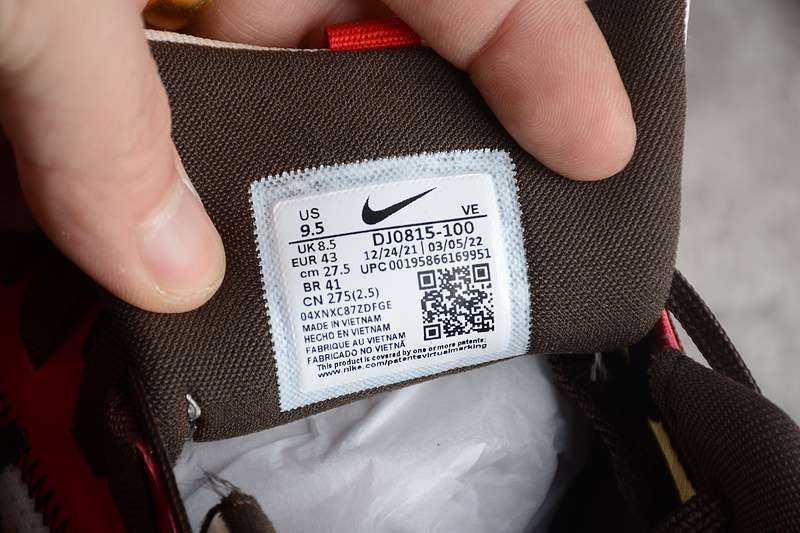 US VE
9.5
UK 8.5 DJ0815-100
EUR 43 12/24/21 | 03/05/22
cm 27.5 UPC 00195866169951
BR 41
CN 275(2.5)
04XNXC87ZDFGE
MADE IN VIETNAM
HECHO EN VIETNAM
FABRIQUE AU VIETNAM
FABRICADO NO VIETNÃ
This product is covered by one or more patents:
www.nike.com/patentsvirtualmarking